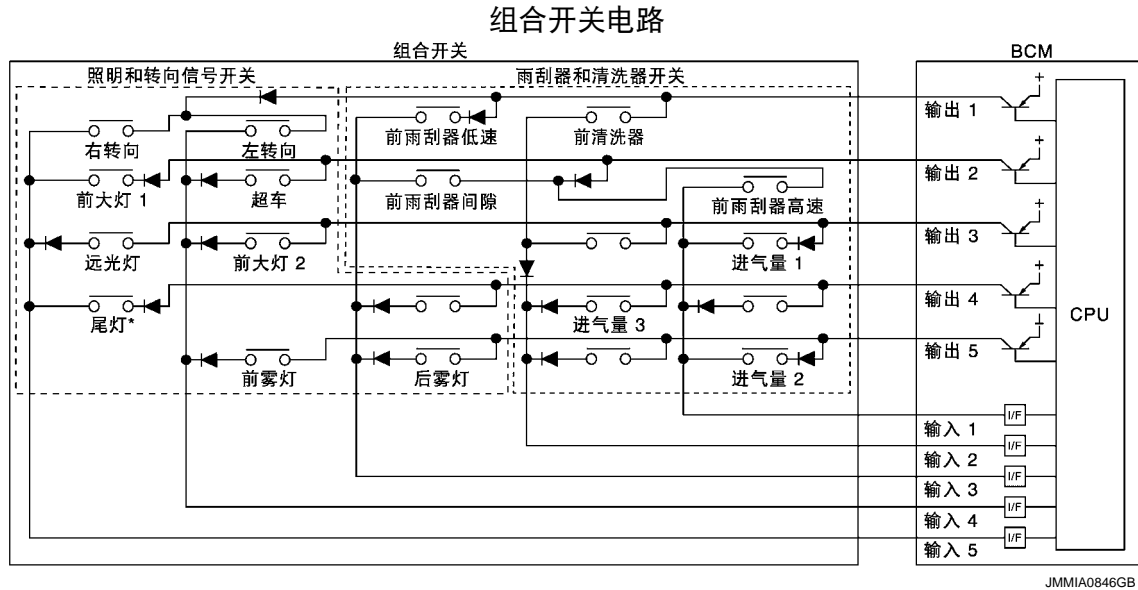 组合开关电路
组合开关
BCM
照明和转向信号开关
雨刮器和清洗器开关
+
输出 1
右转向
左转向
前雨刮器低速
前清洗器
+
输出 2
前大灯 1
超车
前雨刮器间隙
前雨刮器高速
+
输出 3
远光灯
前大灯 2
进气量 1
+
输出 4
CPU
尾灯*
进气量 3
+
输出 5
前雾灯
后雾灯
进气量 2
I/F
输入 1
I/F
输入 2
I/F
输入 3
I/F
输入 4
I/F
输入 5
JMMIA0846GB